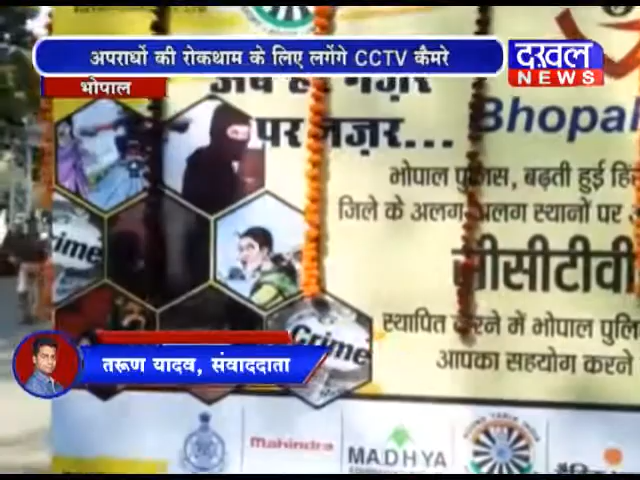 अपराधों की रोकथाम के लिए लगेंगे CCTV कैमरे
दखल
NEWS
भोपाल
पर नज़र...
Bhopal
भोपाल पुलिस, बढ़ती हुई
जिले के अलग-अलग स्थानों पर
सीसीटीवी
स्थापित करने में भोपाल
आपका सहयोग करने
Crime
Crime
तरूण यादव, संवाददाता
Mahindra
MADHYA